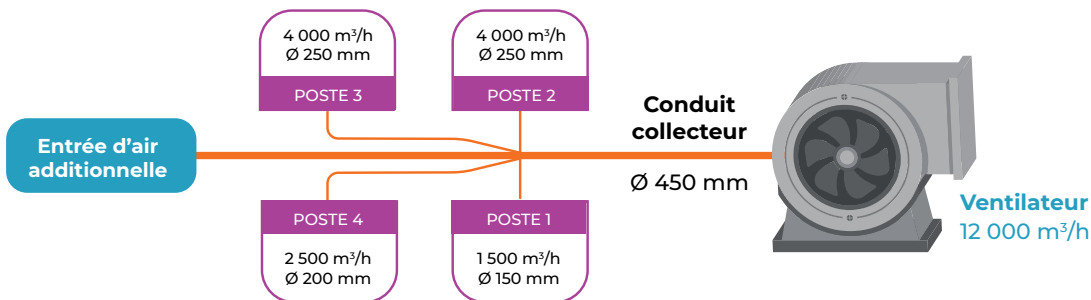 4 000 m³/h
Ø 250 mm
POSTE 3
4 000 m³/h
Ø 250 mm
POSTE 2
Conduit
collecteur
Ø 450 mm
Entrée d’air
additionnelle
POSTE 4
2 500 m³/h
Ø 200 mm
POSTE 1
1 500 m³/h
Ø 150 mm
Ventilateur
12 000 m³/h